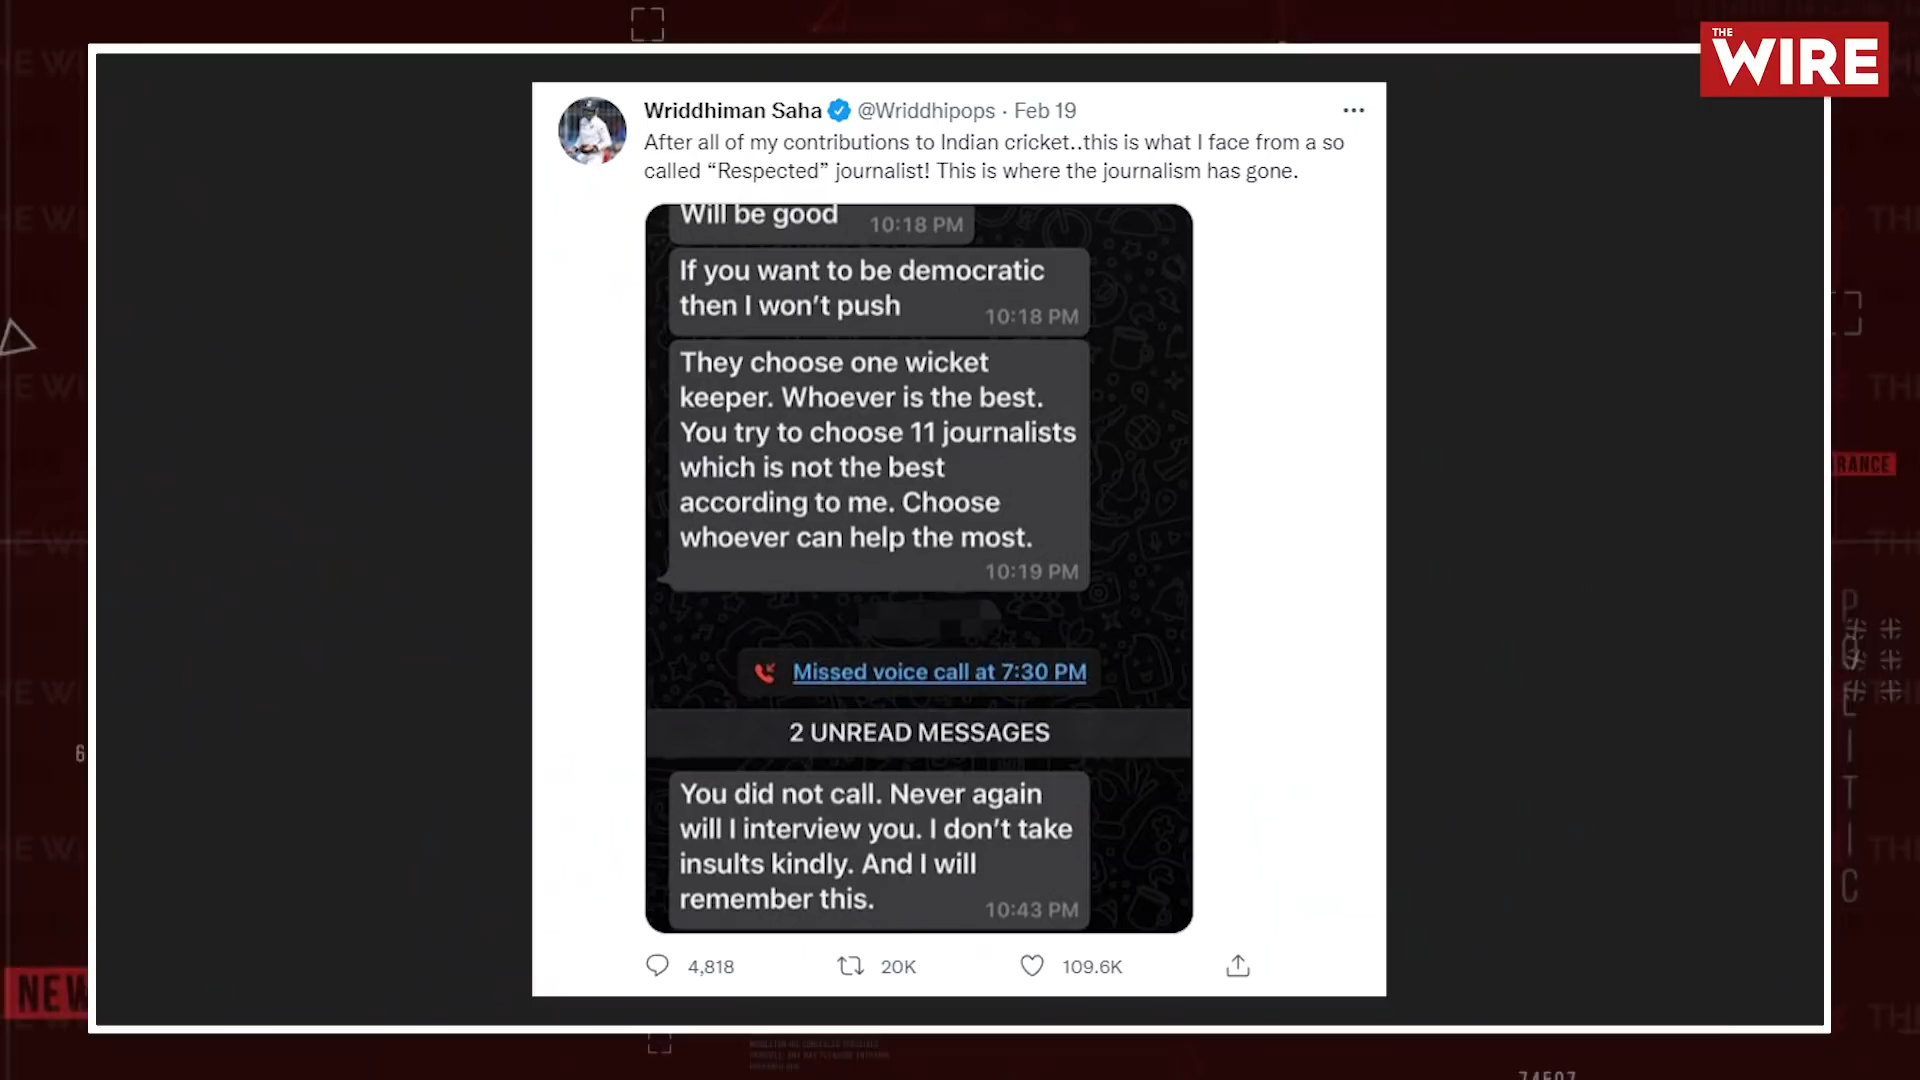 THE
WIRE
Wriddhiman Saha @Wriddhipops · Feb 19
After all of my contributions to Indian cricket..this is what I face from a so
called “Respected” journalist! This is where the journalism has gone.
Will be good 10:18 PM
If you want to be democratic
then I won’t push
10:18 PM
They choose one wicket
keeper. Whoever is the best.
You try to choose 11 journalists
which is not the best
according to me. Choose
whoever can help the most.
10:19 PM
Missed voice call at 7:30 PM
2 UNREAD MESSAGES
You did not call. Never again
will I interview you. I don’t take
insults kindly. And I will
remember this.
10:43 PM
4,818 20K 109.6K
NEW
RANCE